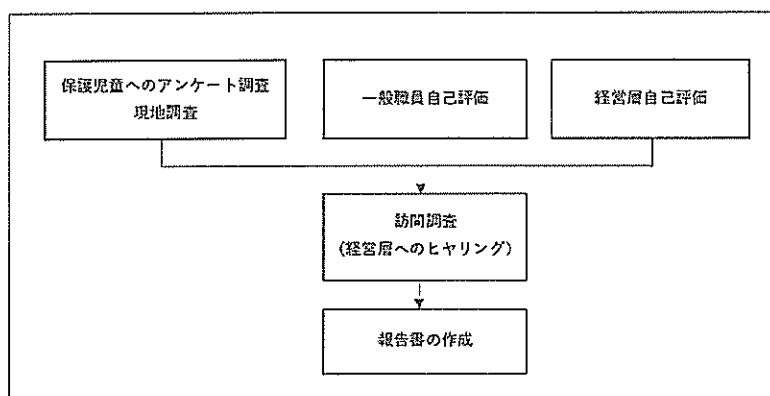 保護児童へのアンケート調査
現地調査
一般職員自己評価
経営層自己評価
訪問調査
(経営層へのヒヤリング)
報告書の作成